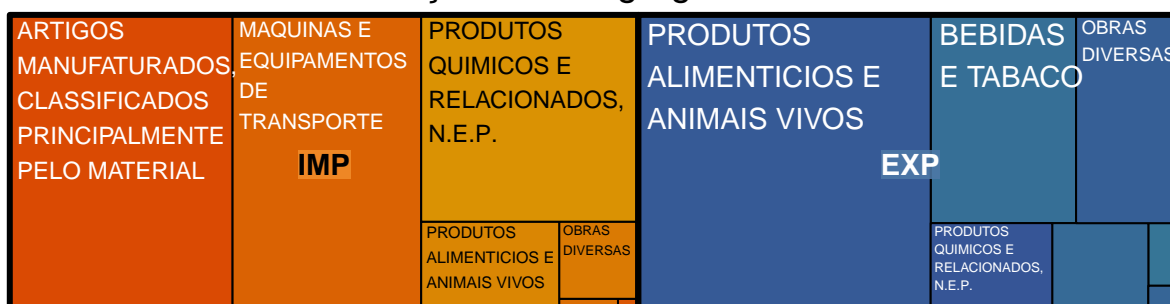 ARTIGOS
MANUFATURADOS,
CLASSIFICADOS
PRINCIPALMENTE
PELO MATERIAL
MAQUINAS E
EQUIPAMENTOS
DE
TRANSPORTE
IMP
PRODUTOS
QUIMICOS E
RELACIONADOS,
N.E.P.
PRODUTOS
ALIMENTICIOS E
ANIMAIS VIVOS
OBRAS
DIVERSAS
PRODUTOS
ALIMENTICIOS E
ANIMAIS VIVOS
EXP
BEBIDAS
E TABACO
OBRAS
DIVERSAS
PRODUTOS
QUIMICOS E
RELACIONADOS,
N.E.P.